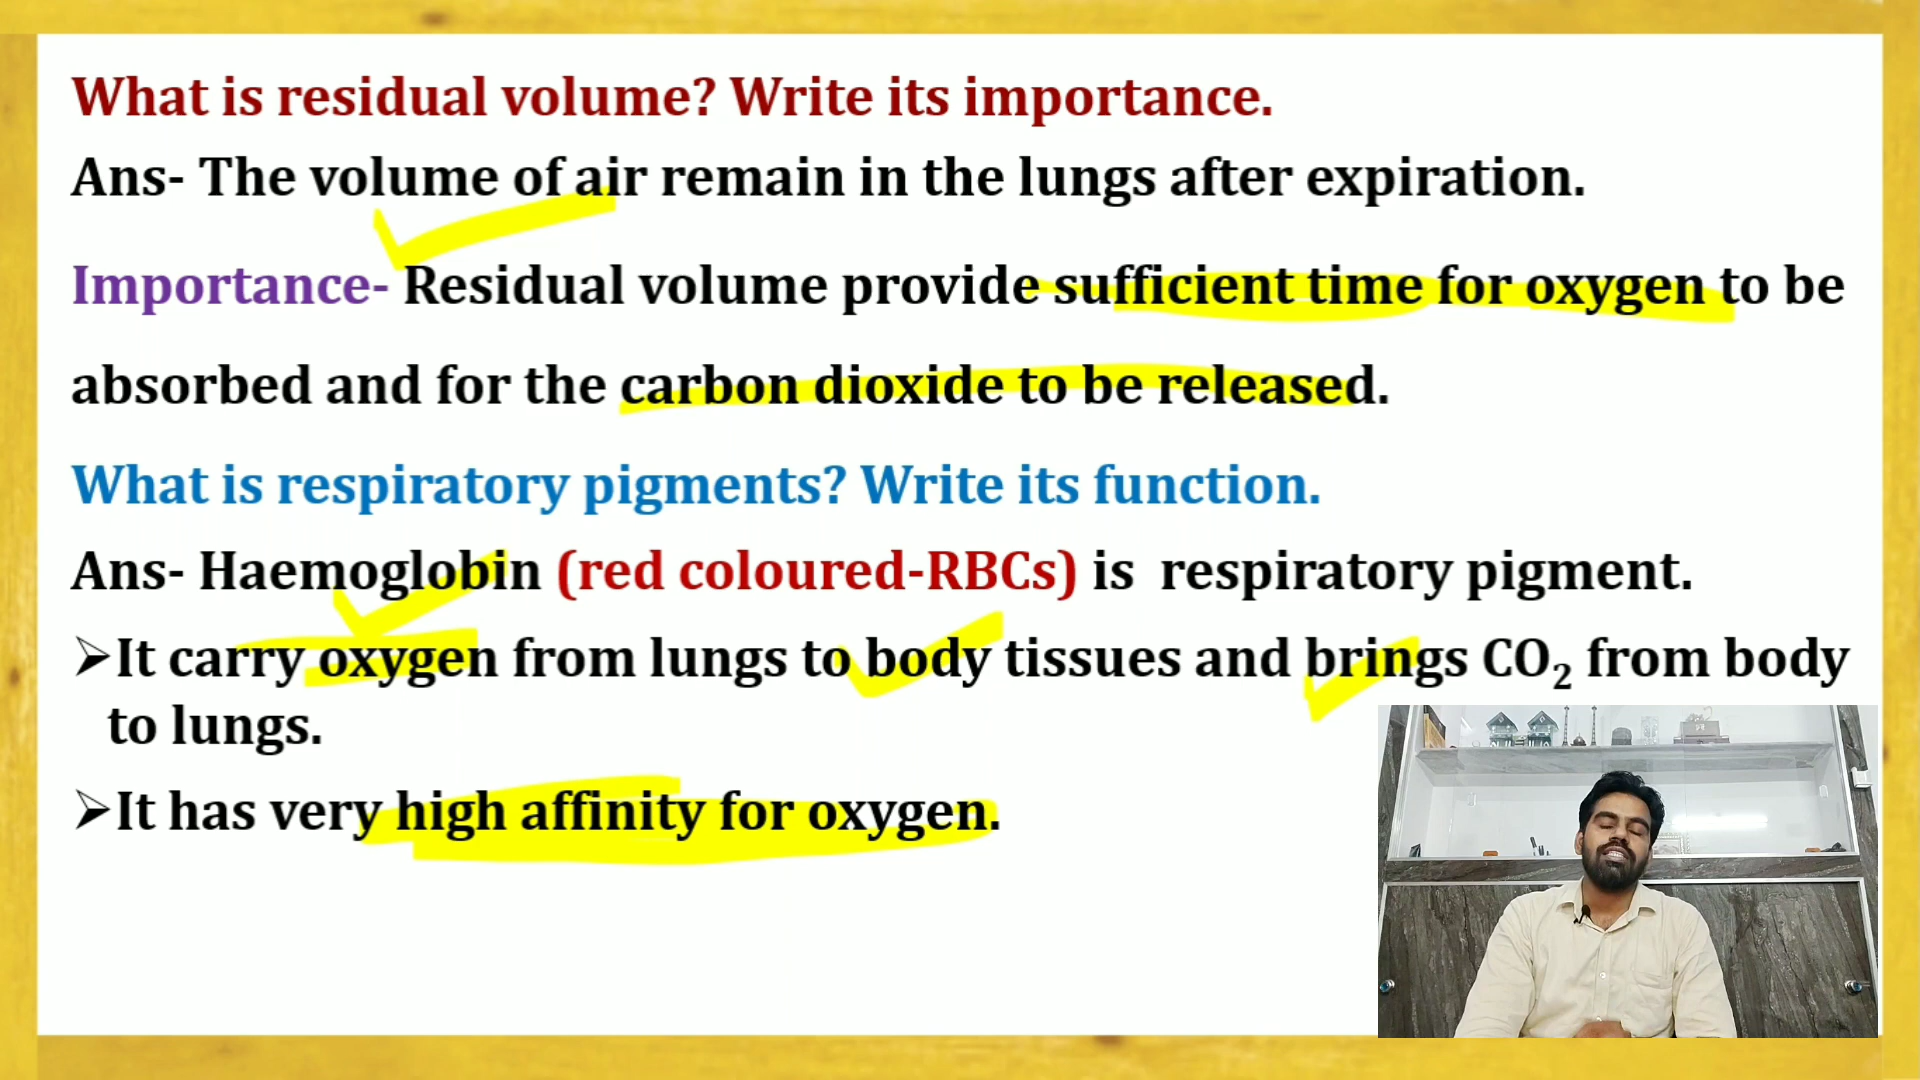 What is residual volume? Write its importance.
Ans- The volume of air remain in the lungs after expiration.
Importance- Residual volume provide sufficient time for oxygen to be
absorbed and for the carbon dioxide to be released.
What is respiratory pigments? Write its function.
Ans- Haemoglobin (red coloured-RBCs) is  respiratory pigment.
➢It carry oxygen from lungs to body tissues and brings CO₂ from body
to lungs.
➢It has very high affinity for oxygen.